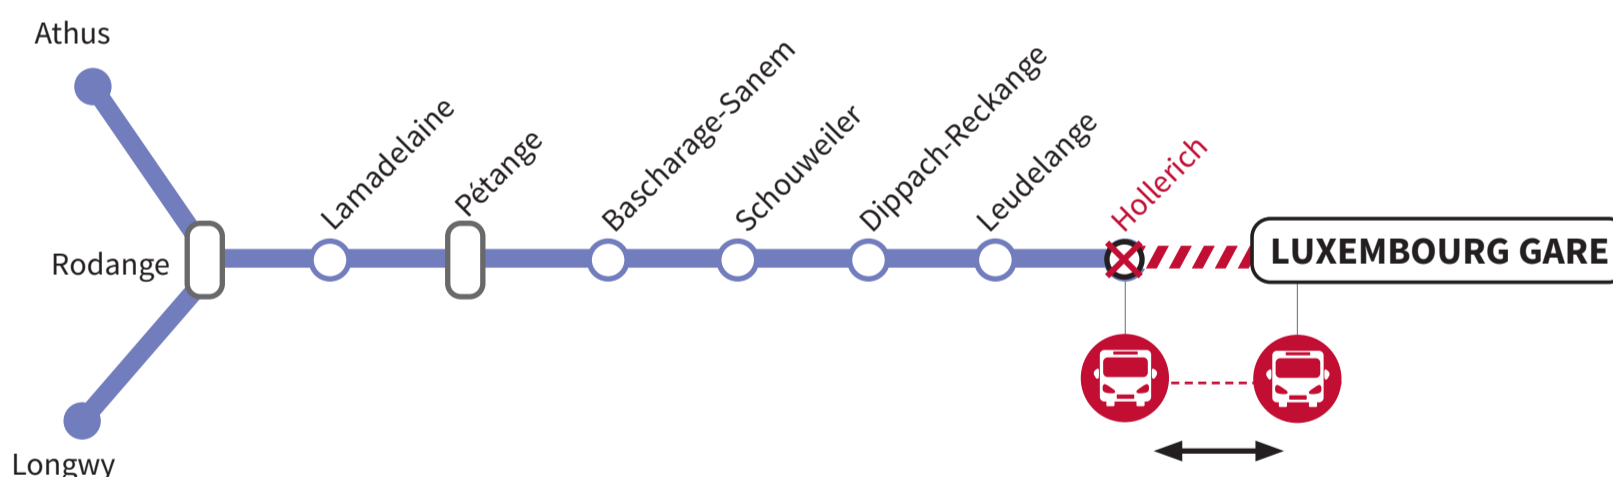 Athus
Lamadelaine
Pétange
Bascharage-Sanem
Schouweiler
Dippach-Reckange
Leudelange
Hollerich
Rodange
LUXEMBOURG GARE
Longwy